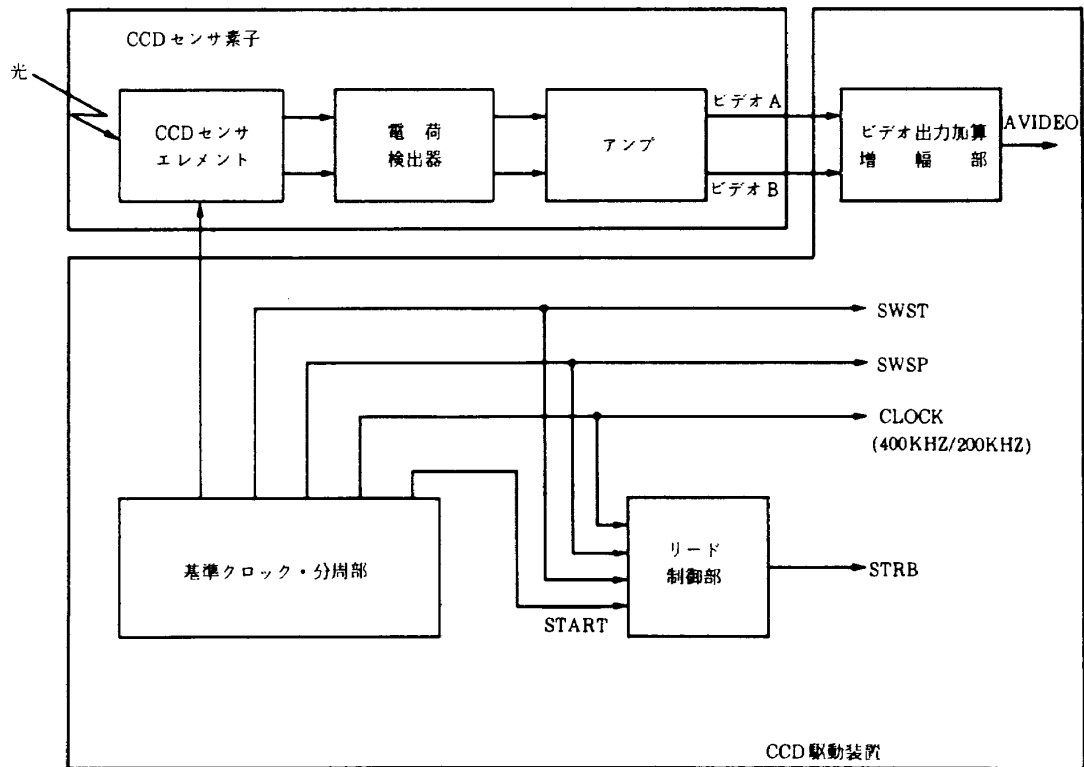 CCDセンサ素子
光
CCDセンサ
エレメント
電荷
検出器
アンプ
ビデオA
ビデオB
ビデオ出力加算
増幅部
AVIDEO
SWST
SWSP
CLOCK
(400KHZ/200KHZ)
基準クロック・分周部
START
リード
制御部
STRB
CCD駆動装置